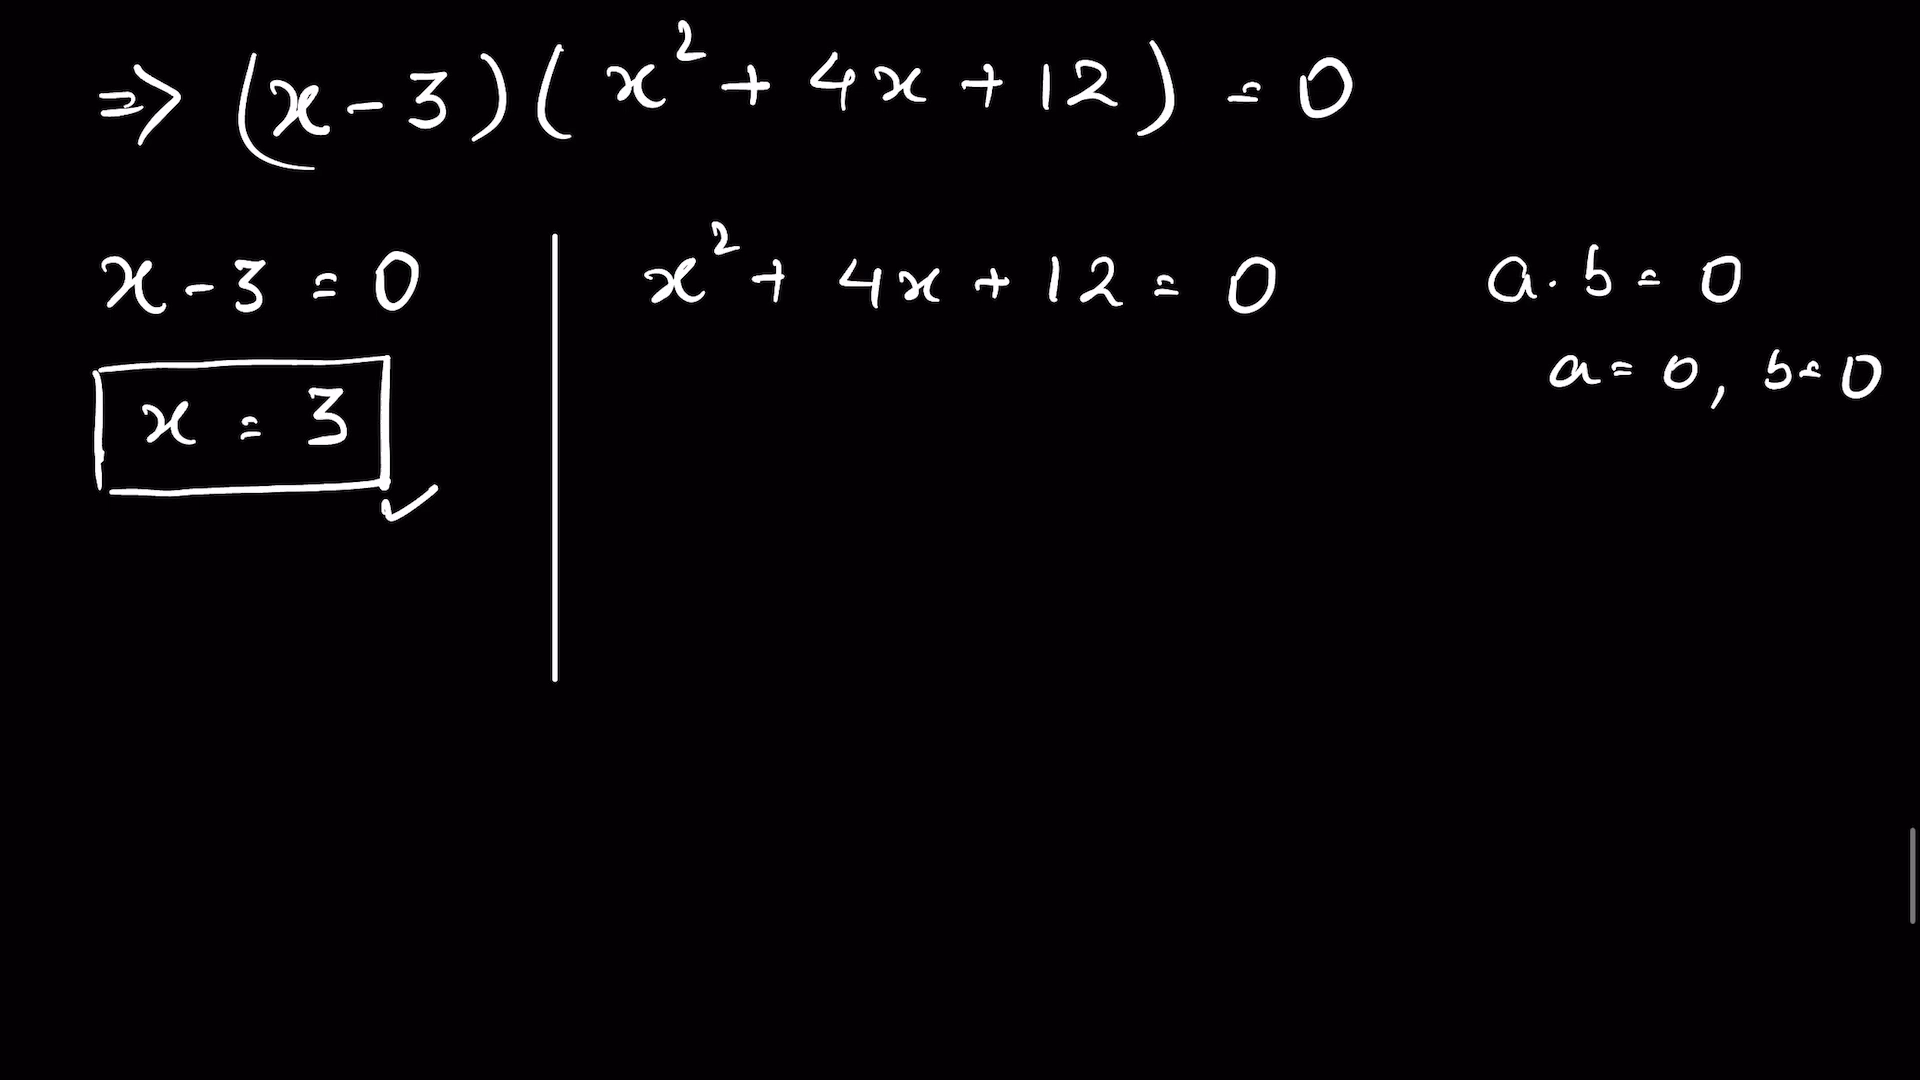 ⇒ (x-3)(x² + 4x + 12) = 0
x - 3 = 0
x = 3 ✓
x² + 4x + 12 = 0
a. b = 0
a = 0, b = 0